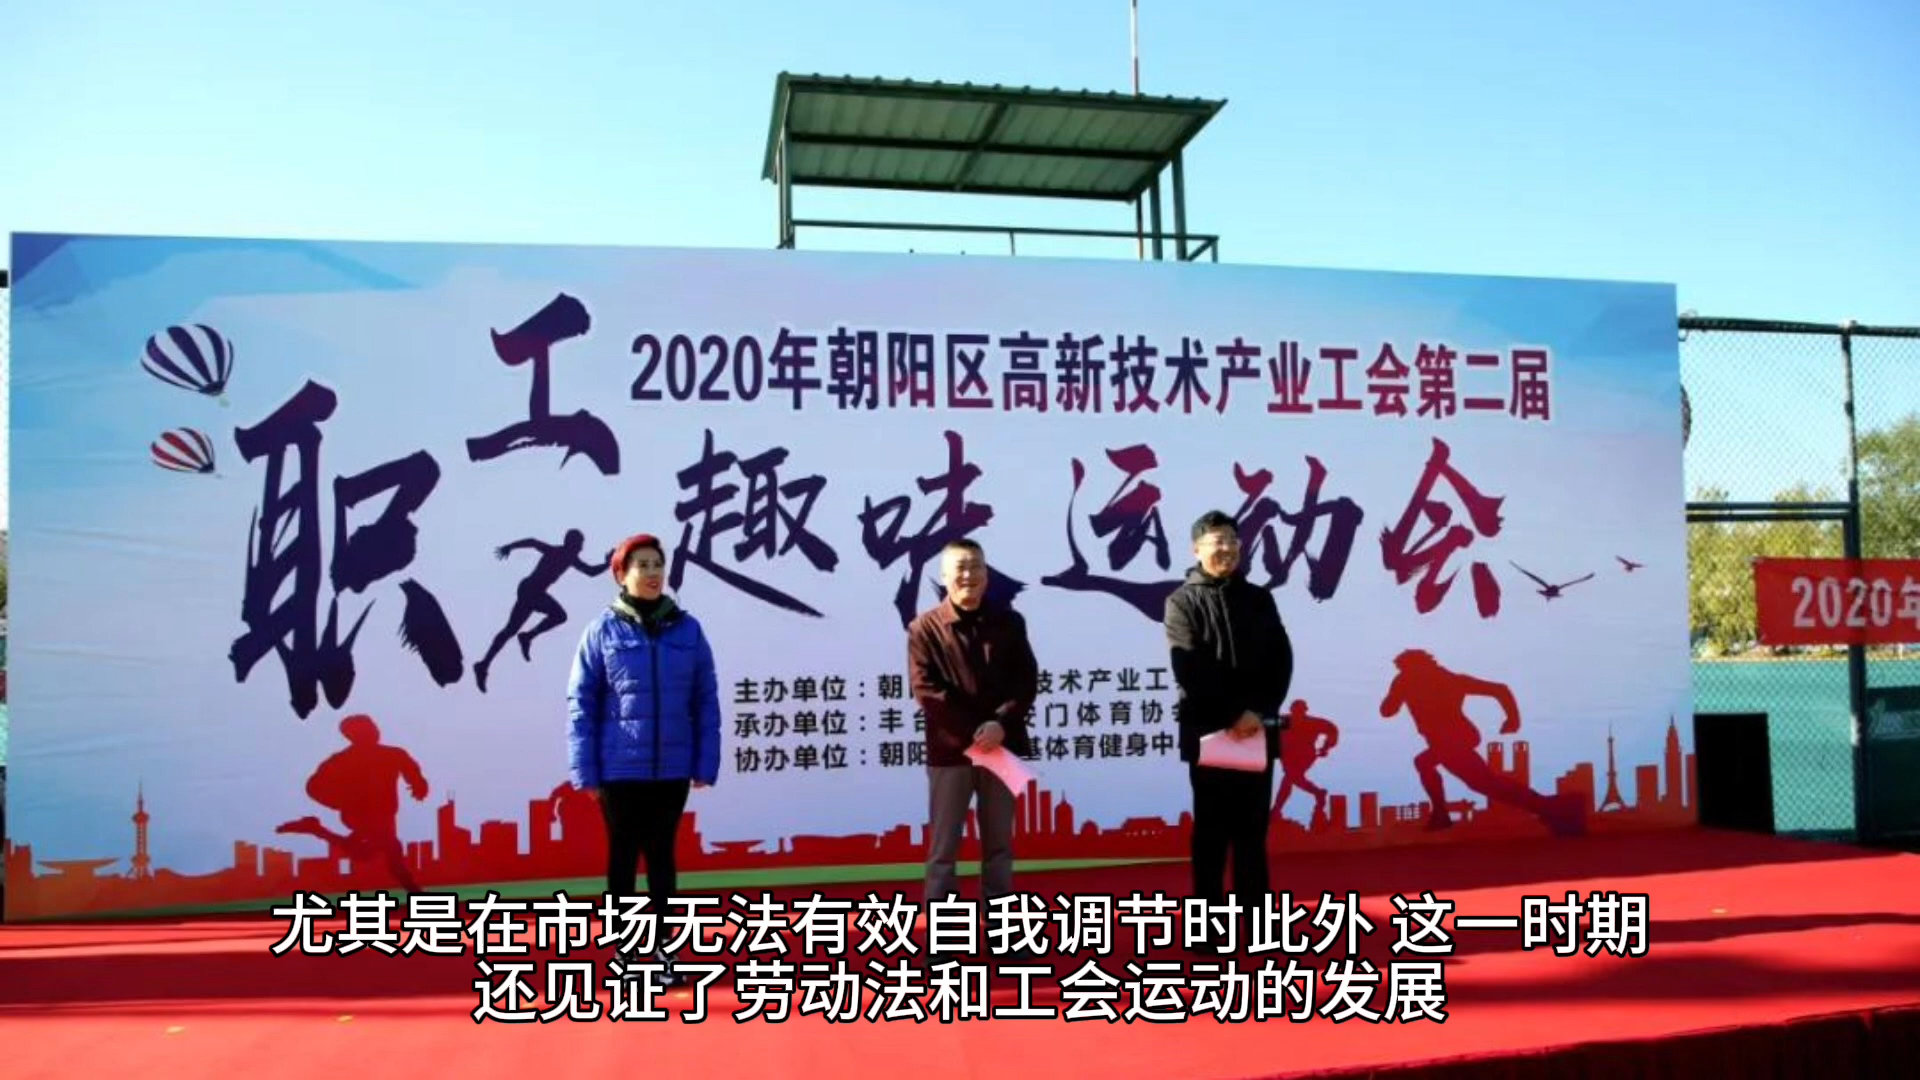 2020年朝阳区高新技术产业工会第二届
职工趣味运动会
主办单位：朝 技术产业工
承办单位：丰台 安门体育协会
协办单位：朝阳 基体育健身中
2020年
尤其是在市场无法有效自我调节时此外 这一时期
还见证了劳动法和工会运动的发展